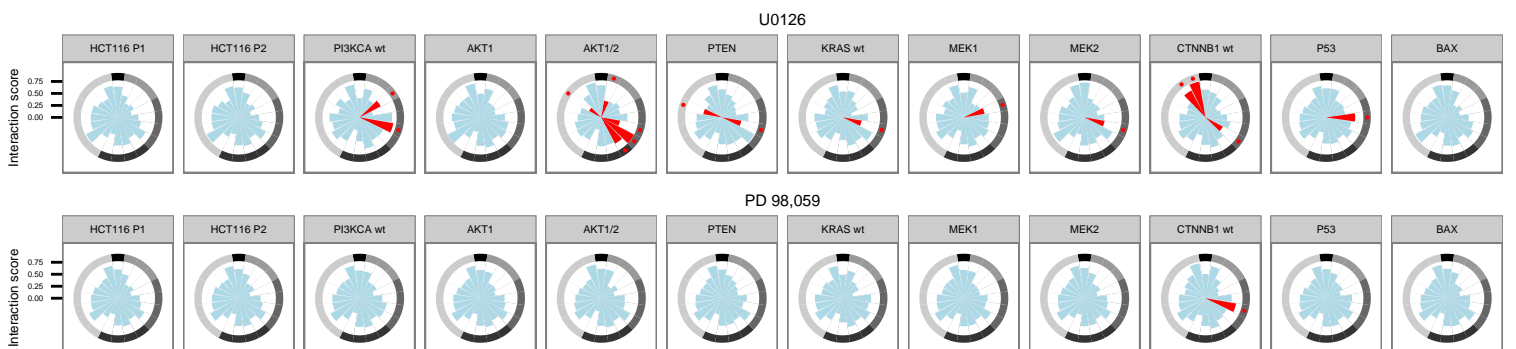 U0126
HCT116 P1 HCT116 P2 PI3KCA wt AKT1 AKT1/2 PTEN KRAS wt MEK1 MEK2 CTNNB1 wt P53 BAX
Interaction score
0.75
0.50
0.25
0.00
PD 98,059
HCT116 P1 HCT116 P2 PI3KCA wt AKT1 AKT1/2 PTEN KRAS wt MEK1 MEK2 CTNNB1 wt P53 BAX
Interaction score
0.75
0.50
0.25
0.00